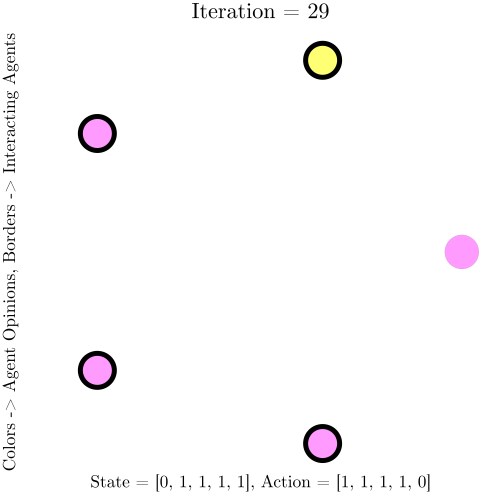 Iteration = 29
Colors -> Agent Opinions, Borders -> Interacting Agents
State = [0, 1, 1, 1, 1], Action = [1, 1, 1, 1, 0]